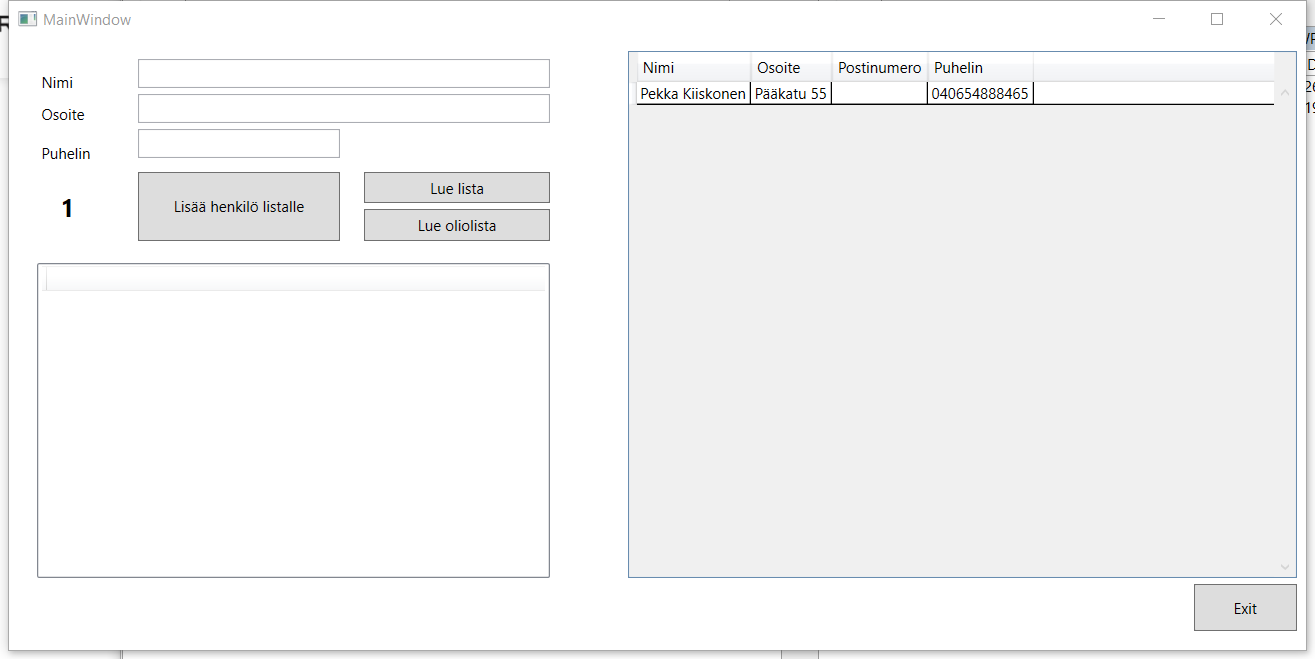 MainWindow
Nimi
Osoite
Puhelin
1
Lisää henkilö listalle
Lue lista
Lue oliolista
Nimi Osoite Postinumero Puhelin
Pekka Kiiskonen Pääkatu 55 040654888465
Exit